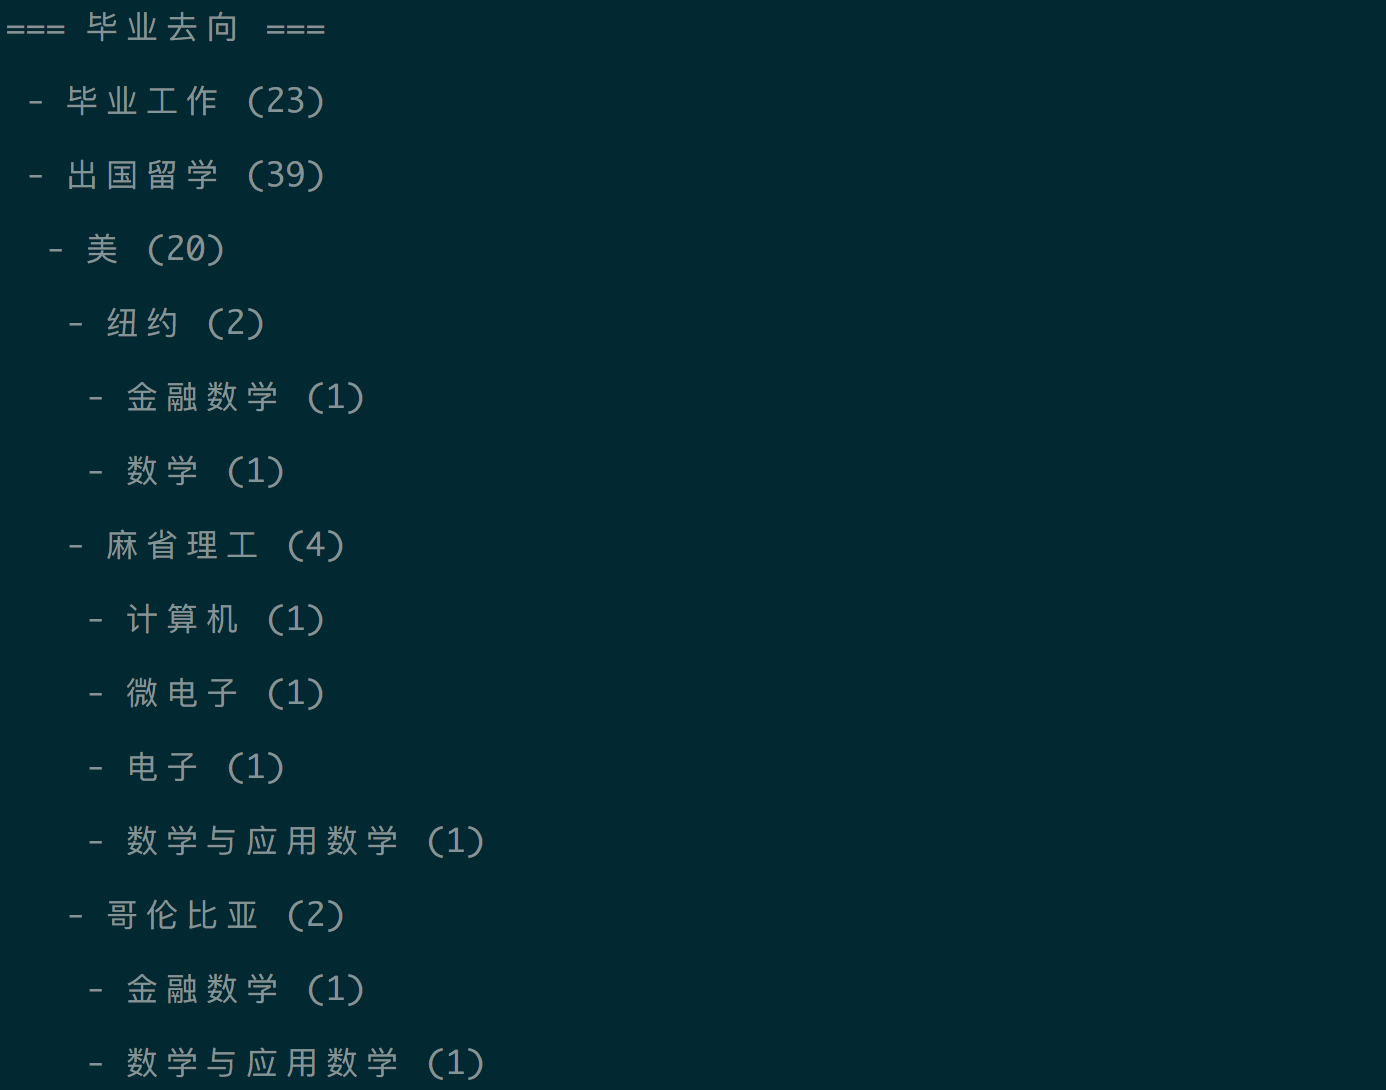 === 毕业去向 ===
- 毕业工作 (23)
- 出国留学 (39)
- 美 (20)
- 纽约 (2)
- 金融数学 (1)
- 数学 (1)
- 麻省理工 (4)
- 计算机 (1)
- 微电子 (1)
- 电子 (1)
- 数学与应用数学 (1)
- 哥伦比亚 (2)
- 金融数学 (1)
- 数学与应用数学 (1)